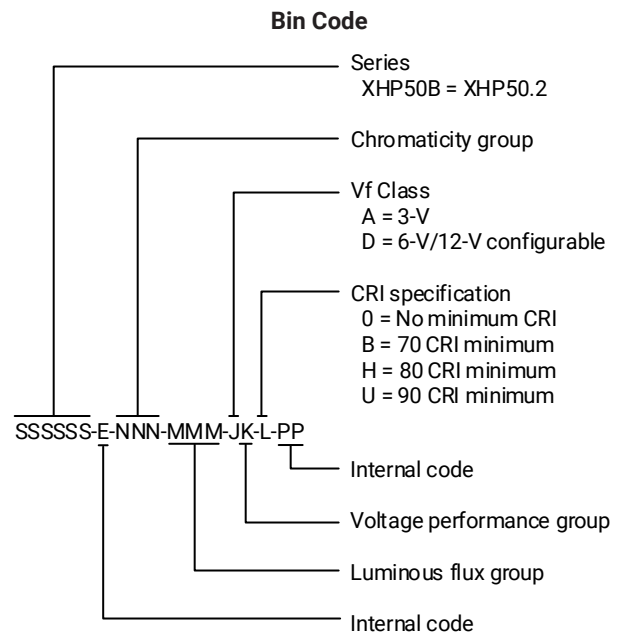 Bin Code
Series
XHP50B = XHP50.2
Chromaticity group
Vf Class
A = 3-V
D = 6-V/12-V configurable
CRI specification
0 = No minimum CRI
B = 70 CRI minimum
H = 80 CRI minimum
U = 90 CRI minimum
SSSSSS-E-NNN-MMM-JK-L-PP
Internal code
Voltage performance group
Luminous flux group
Internal code